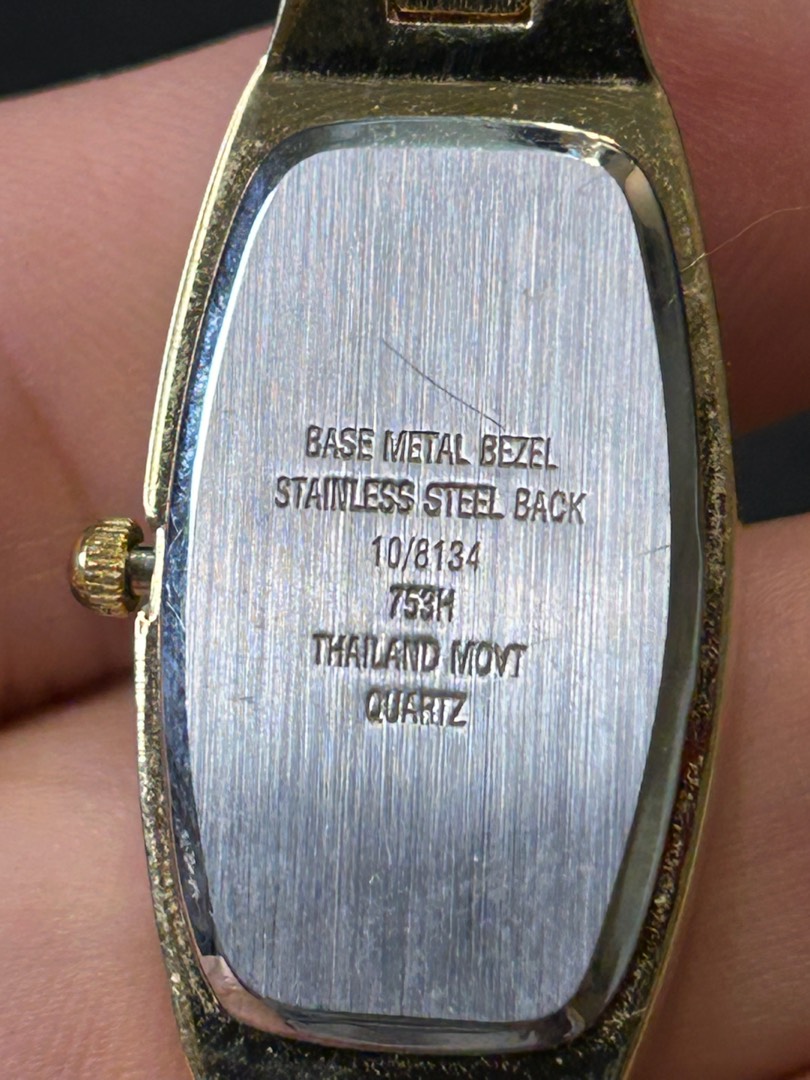 BASE METAL BEZEL
STAINLESS STEEL BACK
10/8134
753H
THAILAND MOVT
QUARTZ